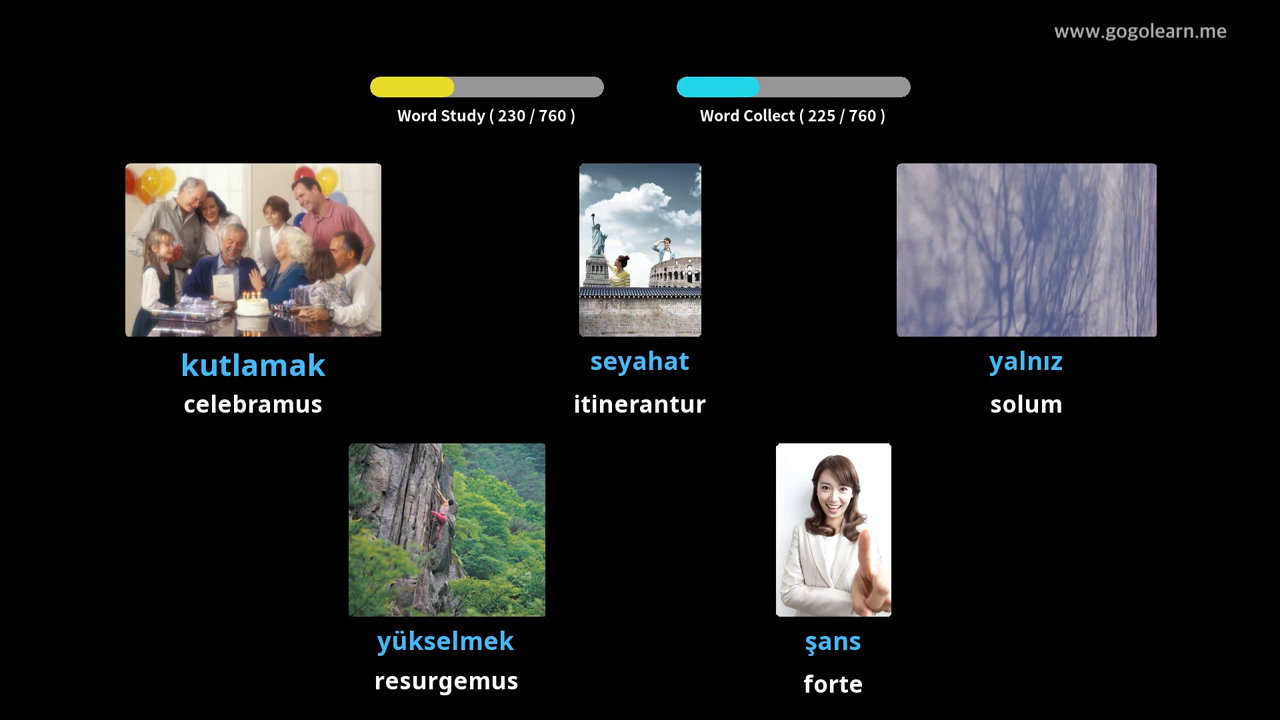 www.gogolearn.me
Word Study ( 230 / 760 )
Word Collect ( 225 / 760 )
kutlamak
celebramus
seyahat
itinerantur
yalnız
solum
yükselmek
resurgemus
şans
forte